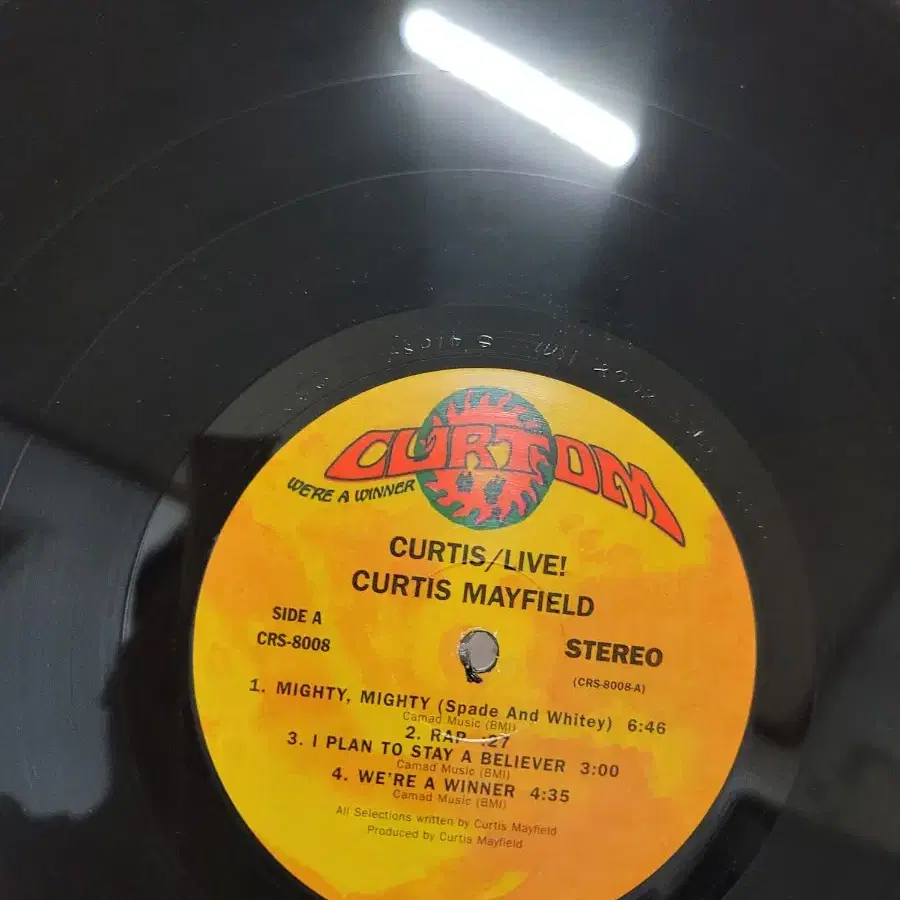 CURTOM
WE'RE A WINNER
CURTIS/LIVE!
CURTIS MAYFIELD
SIDE A
CRS-8008
STEREO
(CRS-8008-A)
1. MIGHTY, MIGHTY (Spade And Whitey) 6:46
Camad Music (BMI)
2. RAP :27
3. I PLAN TO STAY A BELIEVER 3:00
Camad Music (BMI)
4. WE'RE A WINNER 4:35
Camad Music (BMI)
All Selections written by Curtis Mayfield
Produced by Curtis Mayfield